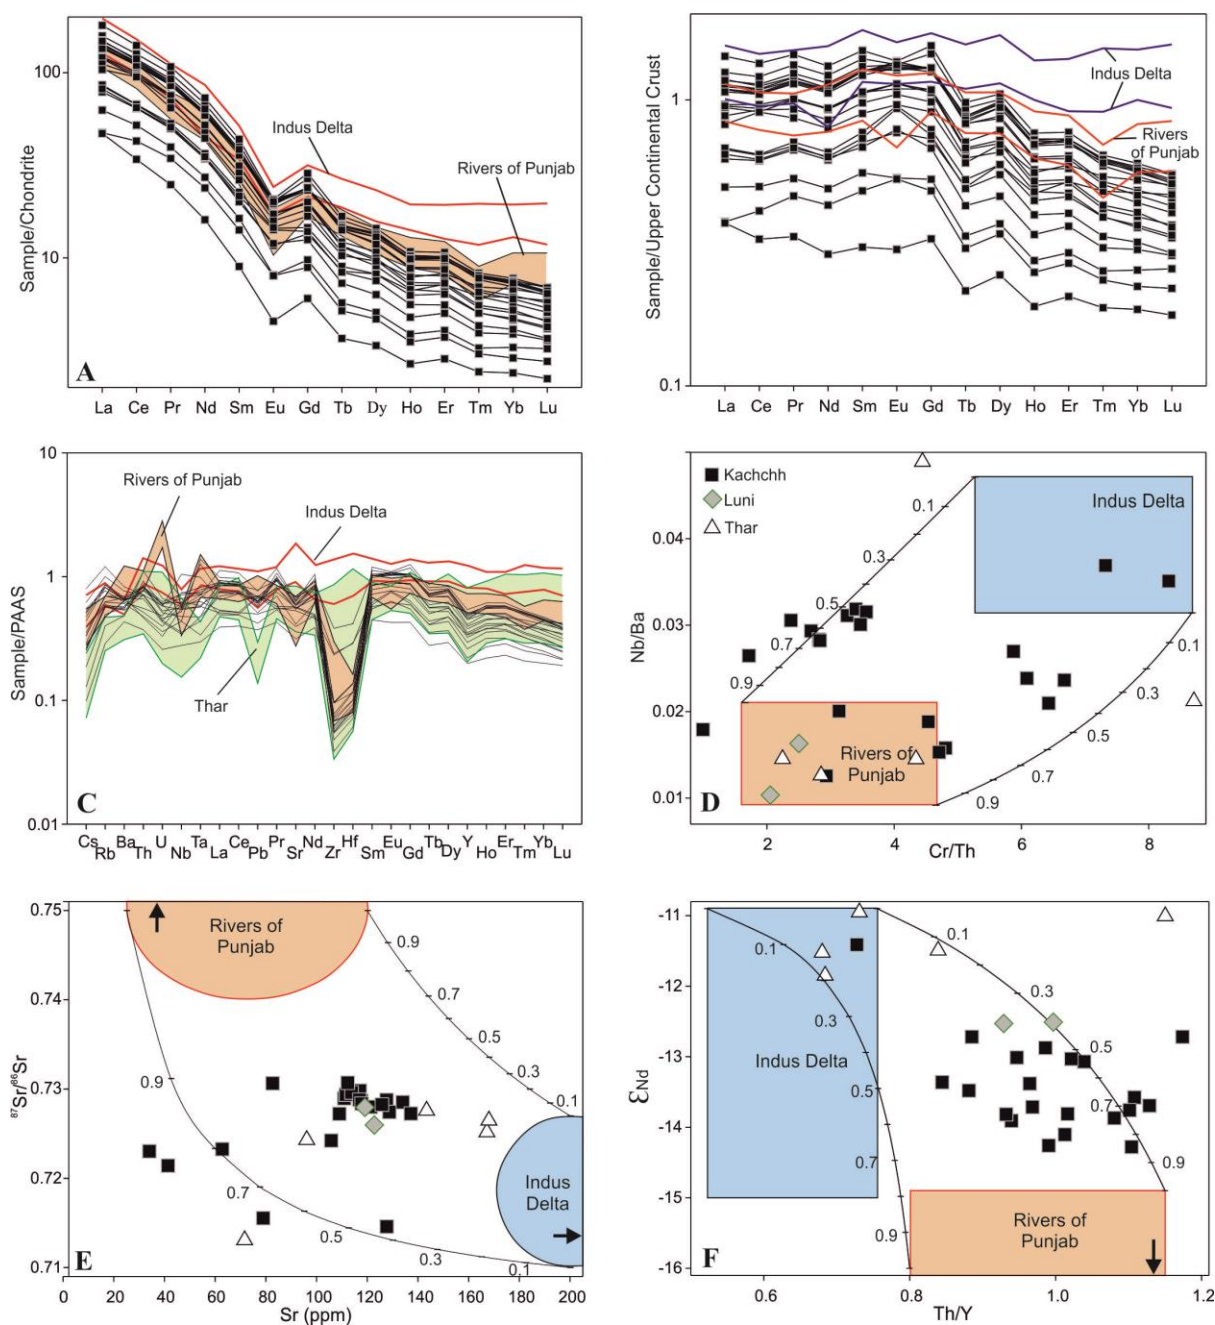 Sample/Chondrite
100
10
Indus Delta
Rivers of Punjab
A
La Ce Pr Nd Sm Eu Gd Tb Dy Ho Er Tm Yb Lu
Sample/Upper Continental Crust
1
0.1
Indus Delta
Rivers
of Punjab
La Ce Pr Nd Sm Eu Gd Tb Dy Ho Er Tm Yb Lu
Sample/PAAS
10
1
0.1
0.01
Rivers of Punjab
Indus Delta
Thar
C
Cs Rb Ba Th U Nb Ta La Ce Pb Pr Sr Nd Zr Hf Sm Eu Gd Tb Dy Y Ho Er Tm Yb Lu
Nb/Ba
0.04
0.03
0.02
0.01
Kachchh
Luni
Thar
0.1
0.3
0.5
0.7
0.9
Indus Delta
0.1
0.3
0.5
0.7
0.9
Rivers of
Punjab
D
2 4 6 8
Cr/Th
87Sr/86Sr
0.75
0.74
0.73
0.72
0.71
Rivers of
Punjab
0.9
0.7
0.5
0.3
0.1
0.9
0.7
0.5
0.3
0.1
Indus
Delta
E
0 20 40 60 80 100 120 140 160 180 200
Sr (ppm)
εNd
-11
-12
-13
-14
-15
-16
0.1
0.3
0.5
0.7
0.9
Indus Delta
0.1
0.3
0.5
0.7
0.9
Rivers of
Punjab
F
0.6 0.8 1.0 1.2
Th/Y